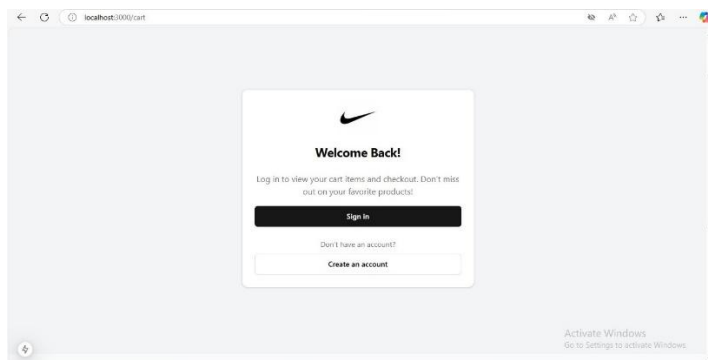 localhost:3000/cart
Welcome Back!
Log in to view your cart items and checkout. Don't miss
out on your favorite products!
Sign in
Don't have an account?
Create an account
Activate Windows
Go to Settings to activate Windows.